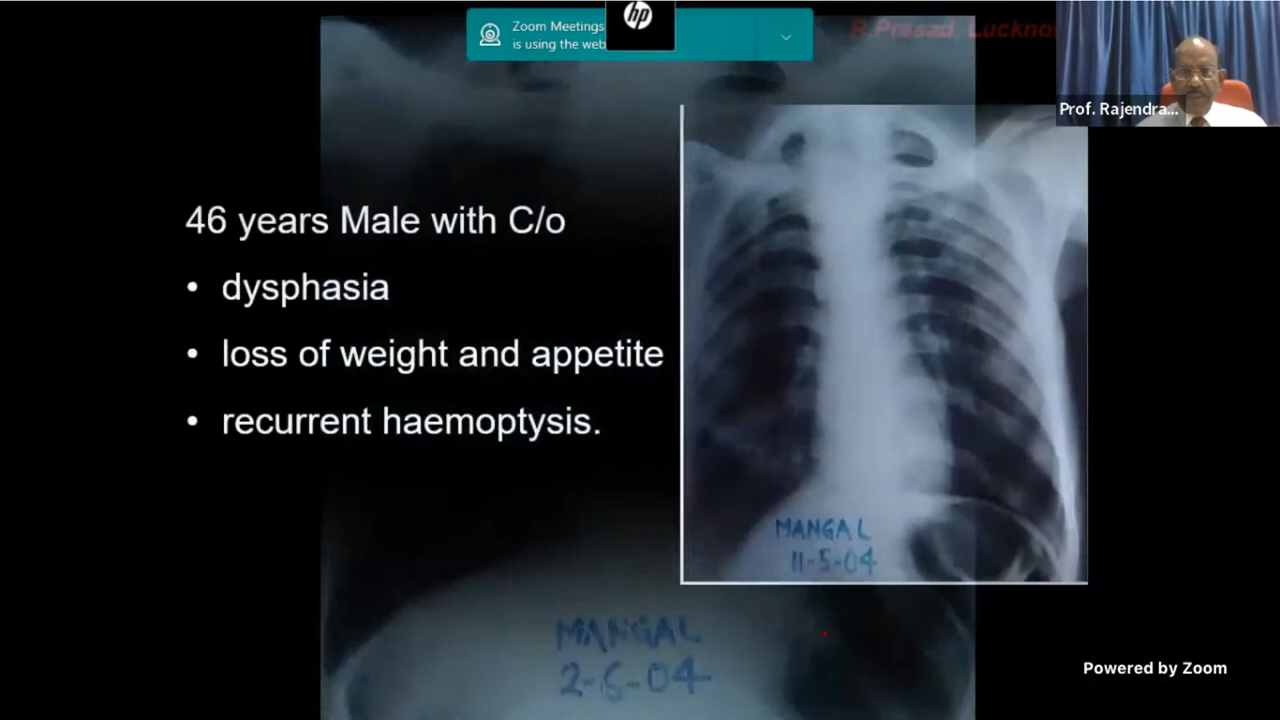 Zoom Meetings
is using the web
hp
R.Prasad, Lucknow
Prof. Rajendra...
46 years Male with C/o
• dysphasia
• loss of weight and appetite
• recurrent haemoptysis.
MANGAL
11-5-04
MANGAL
2-5-04
Powered by Zoom